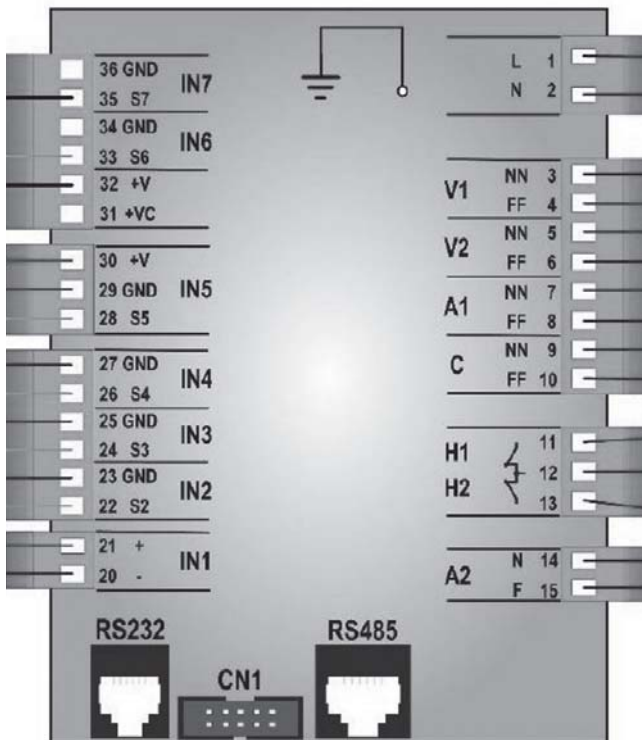 36 GND
IN7
35 S7
34 GND
IN6
33 S6
32 +V
31 +VC
30 +V
29 GND
IN5
28 S5
27 GND
IN4
26 S4
25 GND
IN3
24 S3
23 GND
IN2
22 S2
21 +
IN1
20 -
L 1
N 2
NN 3
V1
FF 4
NN 5
V2
FF 6
NN 7
A1
FF 8
NN 9
C
FF 10
H1
11
12
H2
13
N 14
A2
F 15
RS232
CN1
RS485